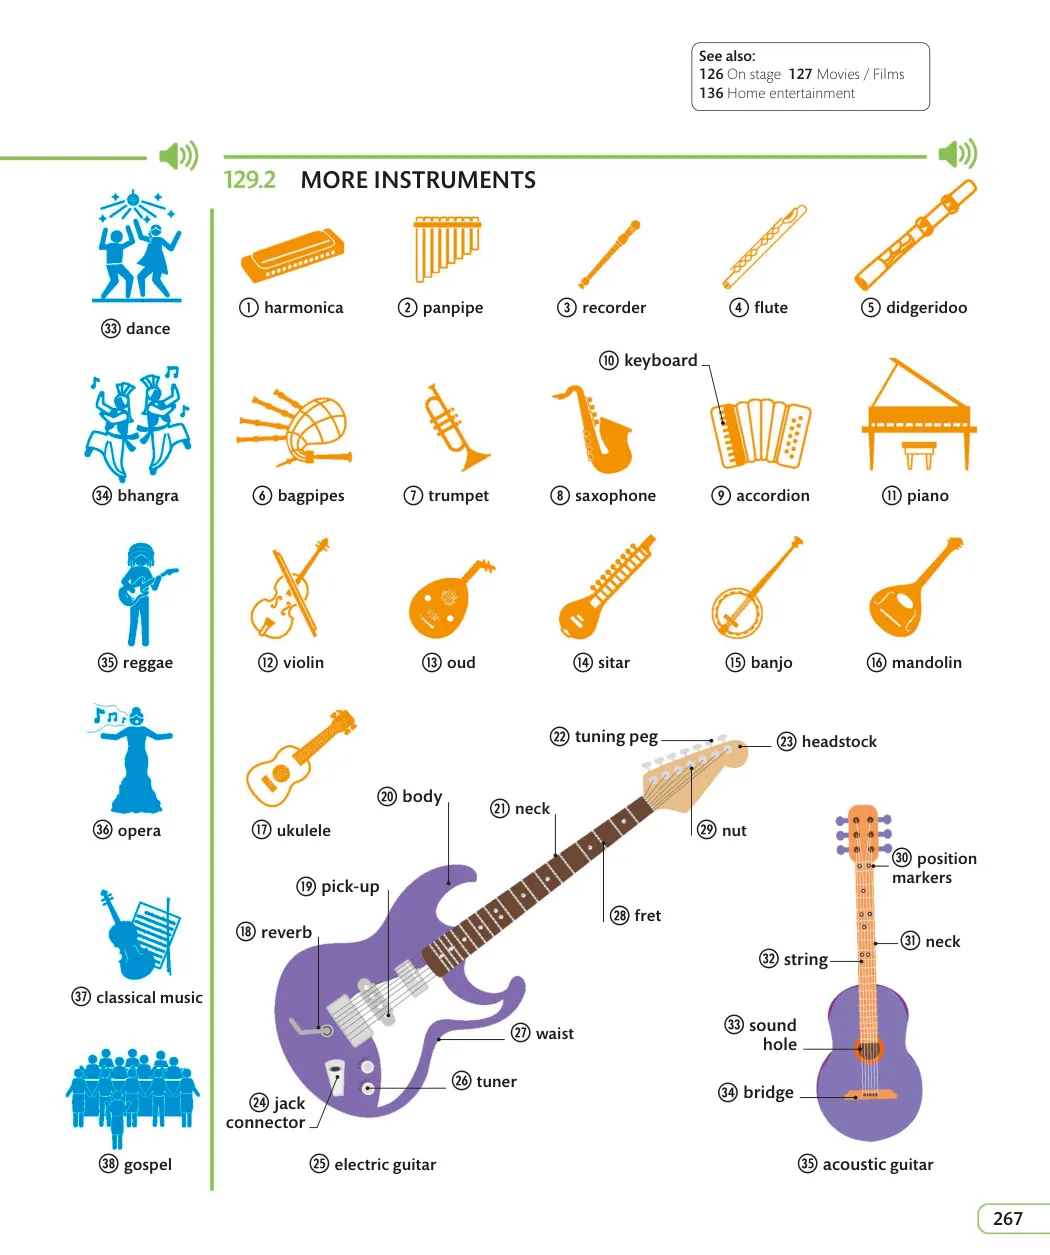 See also:
126 On stage 127 Movies / Films
136 Home entertainment
㉝ dance
㉞ bhangra
㉟ reggae
㊱ opera
㊲ classical music
㊳ gospel
129.2 MORE INSTRUMENTS
① harmonica
② panpipe
③ recorder
④ flute
⑤ didgeridoo
⑩ keyboard
⑥ bagpipes
⑦ trumpet
⑧ saxophone
⑨ accordion
⑪ piano
⑫ violin
⑬ oud
⑭ sitar
⑮ banjo
⑯ mandolin
⑰ ukulele
㉒ tuning peg
㉓ headstock
⑳ body
㉑ neck
㉙ nut
⑲ pick-up
㉘ fret
⑱ reverb
㉗ waist
㉖ tuner
㉔ jack
connector
㉕ electric guitar
㉚ position
markers
㉛ neck
㉜ string
㉝ sound
hole
㉞ bridge
㉟ acoustic guitar
267